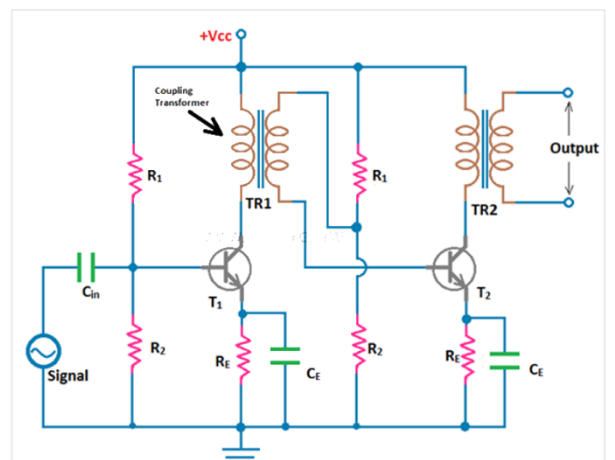 +Vcc
Coupling
Transformer
R1
TR1
R1
TR2
Output
Cin
T1
T2
Signal
R2
RE
CE
R2
RE
CE